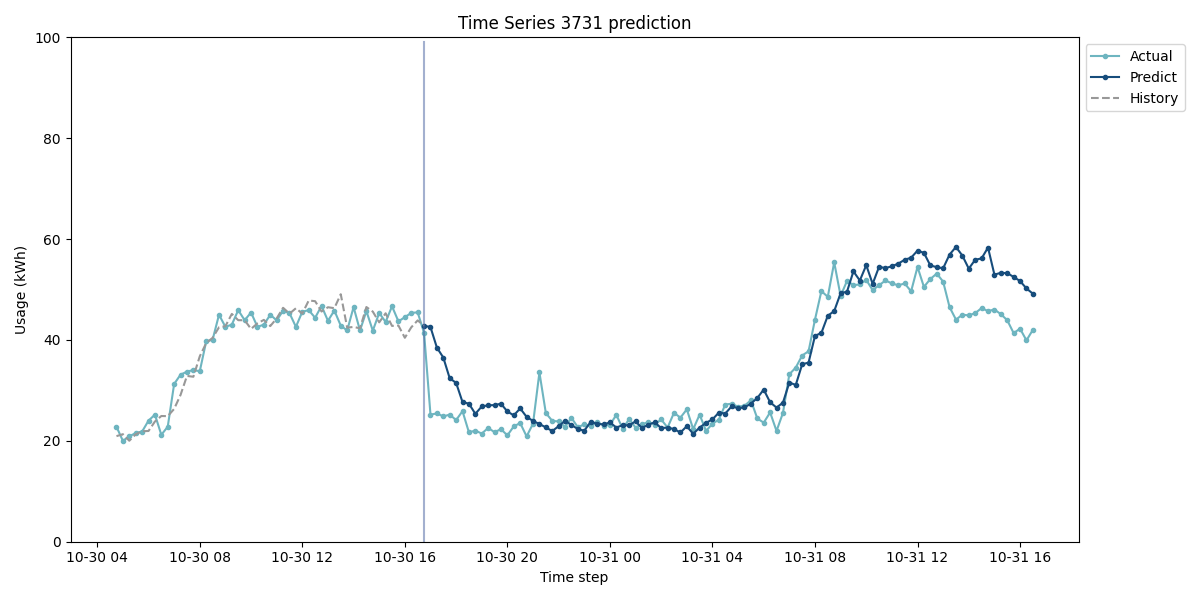 Time Series 3731 prediction
100
80
60
40
20
0
Usage (kWh)
10-30 04 10-30 08 10-30 12 10-30 16 10-30 20 10-31 00 10-31 04 10-31 08 10-31 12 10-31 16
Time step
Actual
Predict
History